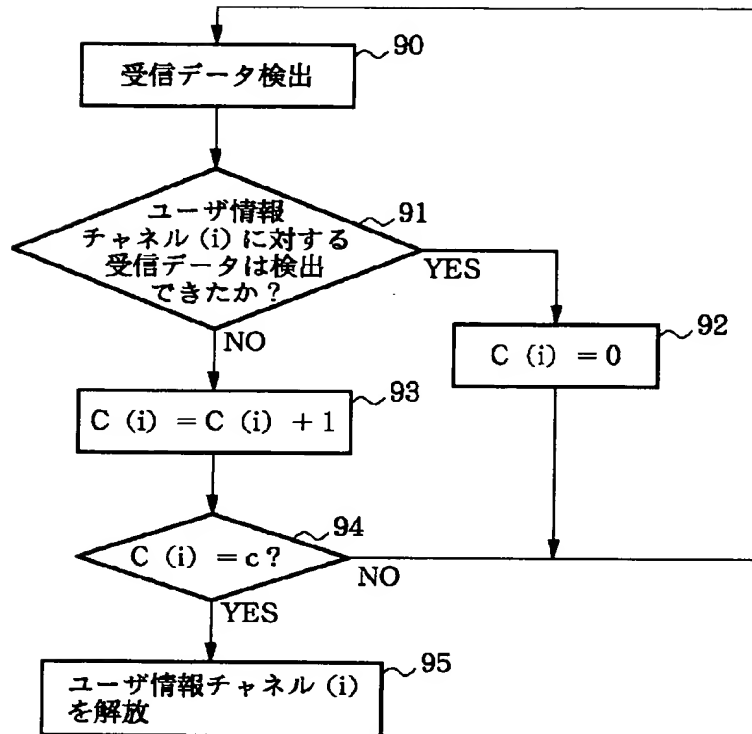 90
受信データ検出
91
ユーザ情報
チャネル (i) に対する
受信データは検出
できたか?
YES
NO
92
C (i) = 0
93
C (i) = C (i) + 1
94
C (i) = c ?
NO
YES
95
ユーザ情報チャネル (i)
を解放